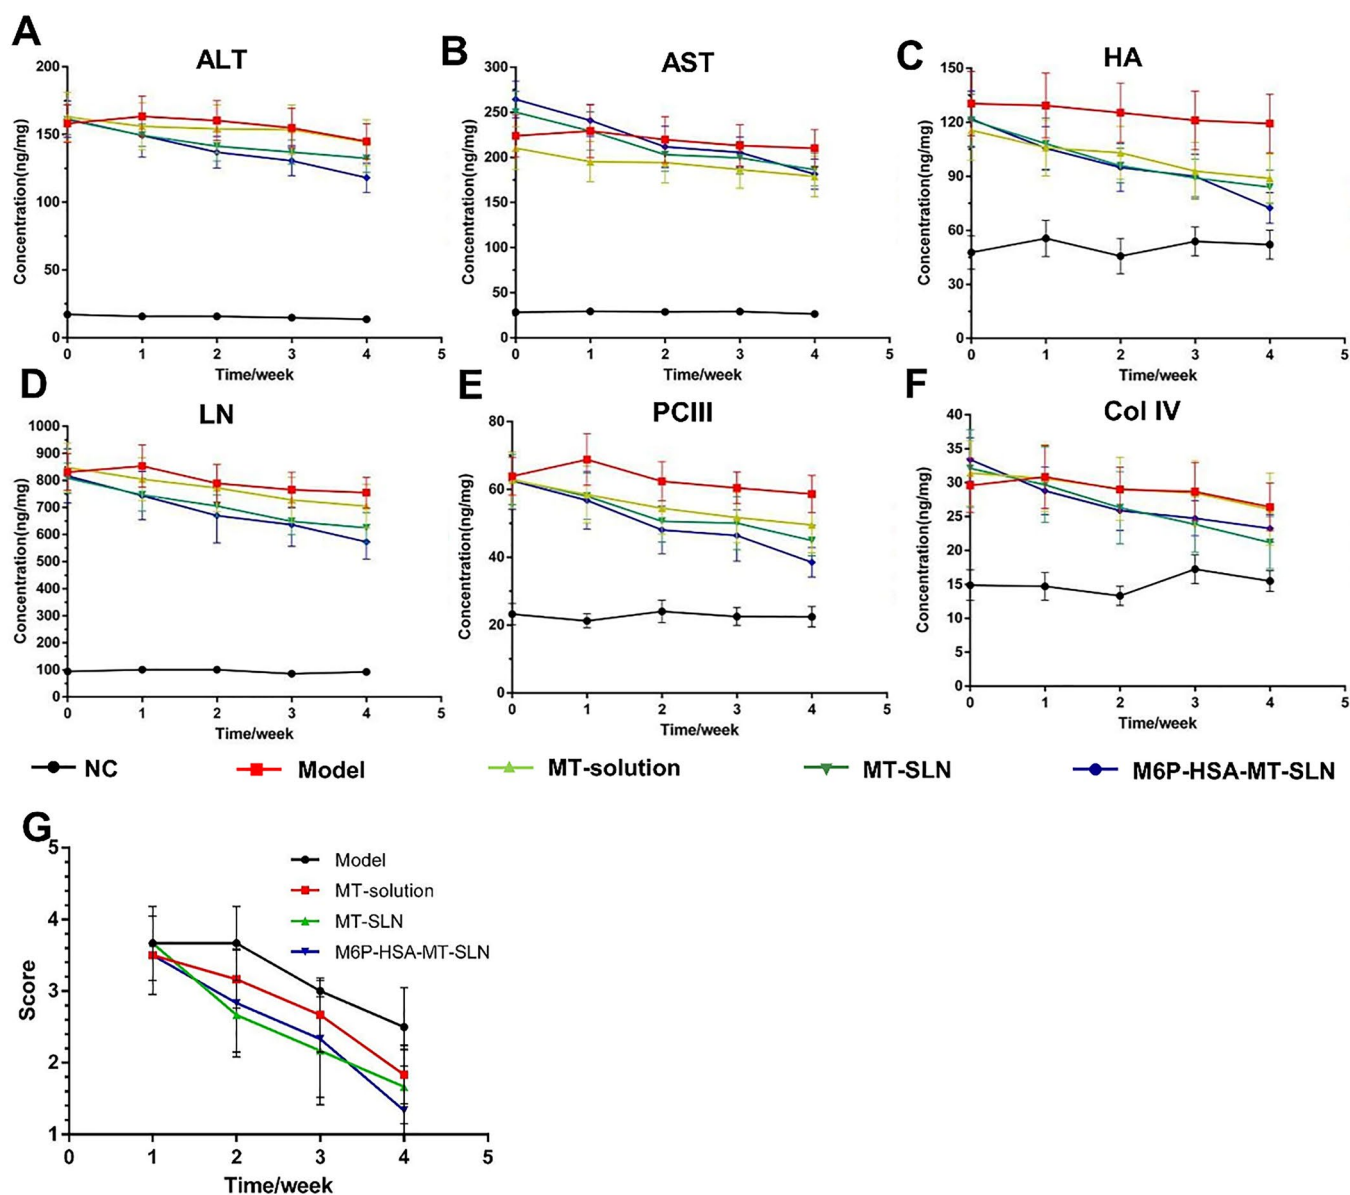 A
ALT
200
150
100
50
0
Concentration(ng/mg)
0 1 2 3 4 5
Time/week
B
AST
300
250
200
150
100
50
0
Concentration(ng/mg)
0 1 2 3 4 5
Time/week
C
HA
150
120
90
60
30
0
Concentration(ng/mg)
0 1 2 3 4 5
Time/week
D
LN
1000
900
800
700
600
500
400
300
200
100
0
Concentration(ng/mg)
0 1 2 3 4 5
Time/week
E
PCIII
80
60
40
20
0
Concentration(ng/mg)
0 1 2 3 4 5
Time/week
F
Col IV
40
35
30
25
20
15
10
5
0
Concentration(ng/mg)
0 1 2 3 4 5
Time/week
NC
Model
MT-solution
MT-SLN
M6P-HSA-MT-SLN
G
5
4
3
2
1
Score
Model
MT-solution
MT-SLN
M6P-HSA-MT-SLN
0 1 2 3 4 5
Time/week